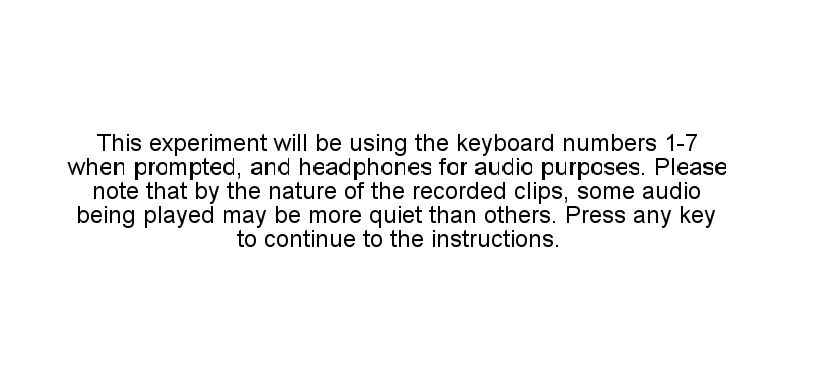 This experiment will be using the keyboard numbers 1-7
when prompted, and headphones for audio purposes. Please
note that by the nature of the recorded clips, some audio
being played may be more quiet than others. Press any key
to continue to the instructions.